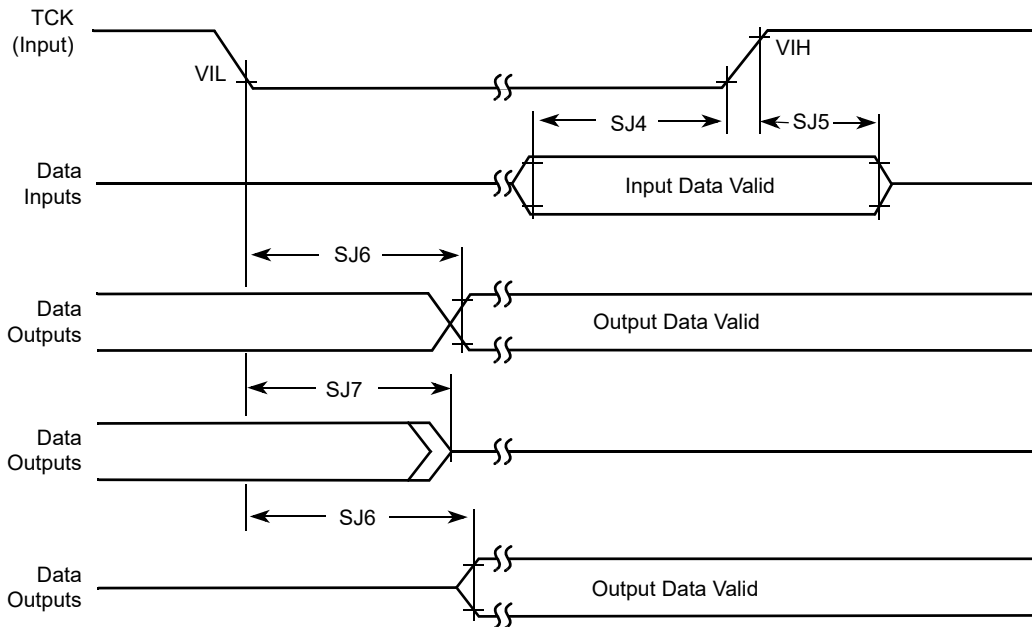 TCK
(Input)
VIL
VIH
SJ4
SJ5
Data
Inputs
Input Data Valid
SJ6
Data
Outputs
Output Data Valid
SJ7
Data
Outputs
SJ6
Data
Outputs
Output Data Valid